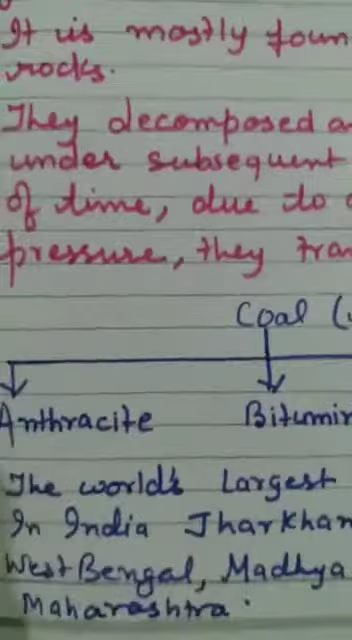 It is mostly foun
rocks.
They decomposed a
under subsequent
of time, due to
pressure, they tra
Coal (
Anthracite Bitumin
The world's Largest
In India Jharkhan
West Bengal, Madhya
Maharashtra.